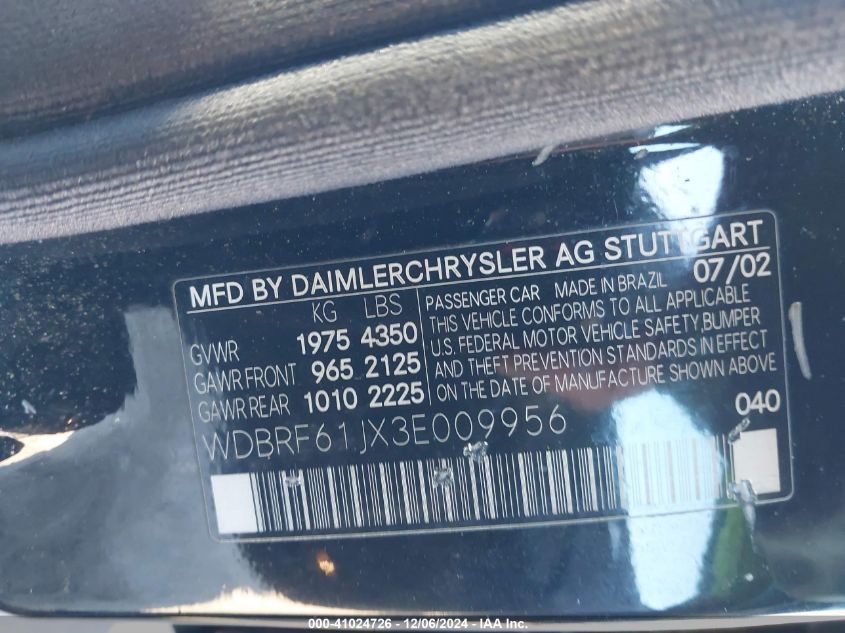 MFD BY DAIMLERCHRYSLER AG STUTTGART
KG LBS
GVWR 1975 4350
GAWR FRONT 965 2125
GAWR REAR 1010 2225
PASSENGER CAR MADE IN BRAZIL 07/02
THIS VEHICLE CONFORMS TO ALL APPLICABLE
U.S. FEDERAL MOTOR VEHICLE SAFETY, BUMPER
AND THEFT PREVENTION STANDARDS IN EFFECT
ON THE DATE OF MANUFACTURE SHOWN ABOVE
040
WDBRF61JX3E009956
000-41024726 - 12/06/2024 - IAA Inc.